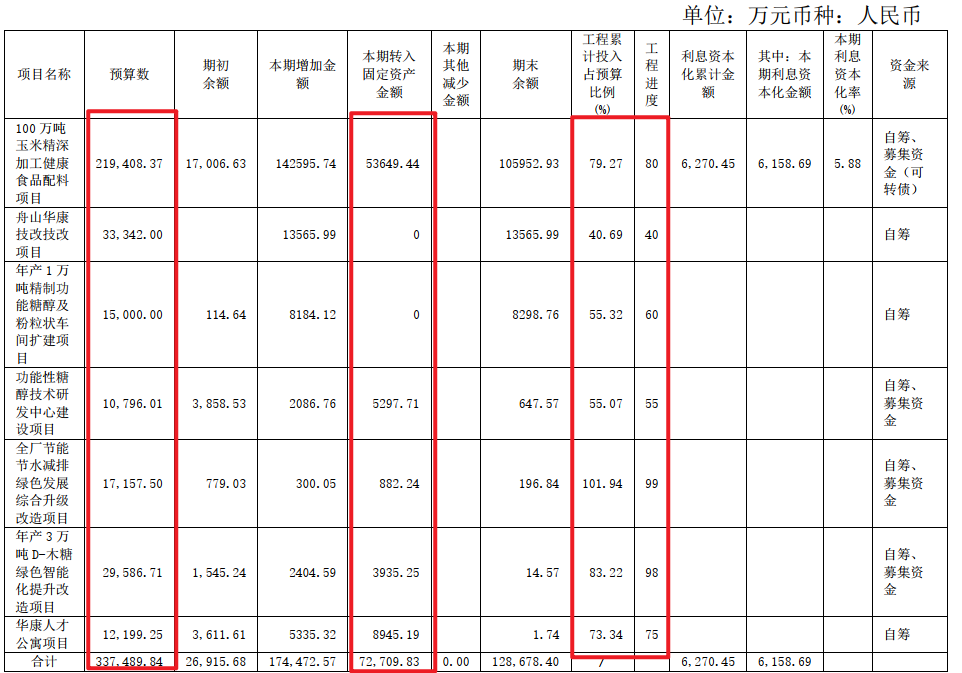 单位：万元币种：人民币
项目名称 预算数 期初余额 本期增加金额 本期转入固定资产金额 本期其他减少金额 期末余额 工程累计投入占预算比例(%) 工程进度 利息资本化累计金额 其中：本期利息资本化金额 本期利息资本化率(%) 资金来源
100万吨玉米精深加工健康食品配料项目 219,408.37 17,006.63 142595.74 53649.44 105952.93 79.27 80 6,270.45 6,158.69 5.88 自筹、募集资金（可转债）
舟山华康技改技改项目 33,342.00 13565.99 0 13565.99 40.69 40 自筹
年产1万吨精制功能糖醇及粉粒状车间扩建项目 15,000.00 114.64 8184.12 0 8298.76 55.32 60 自筹
功能性糖醇技术研发中心建设项目 10,796.01 3,858.53 2086.76 5297.71 647.57 55.07 55 自筹、募集资金
全厂节能节水减排绿色发展综合升级改造项目 17,157.50 779.03 300.05 882.24 196.84 101.94 99 自筹、募集资金
年产3万吨D-木糖绿色智能化提升改造项目 29,586.71 1,545.24 2404.59 3935.25 14.57 83.22 98 自筹、募集资金
华康人才公寓项目 12,199.25 3,611.61 5335.32 8945.19 1.74 73.34 75 自筹
合计 337,489.84 26,915.68 174,472.57 72,709.83 0.00 128,678.40 / 6,270.45 6,158.69